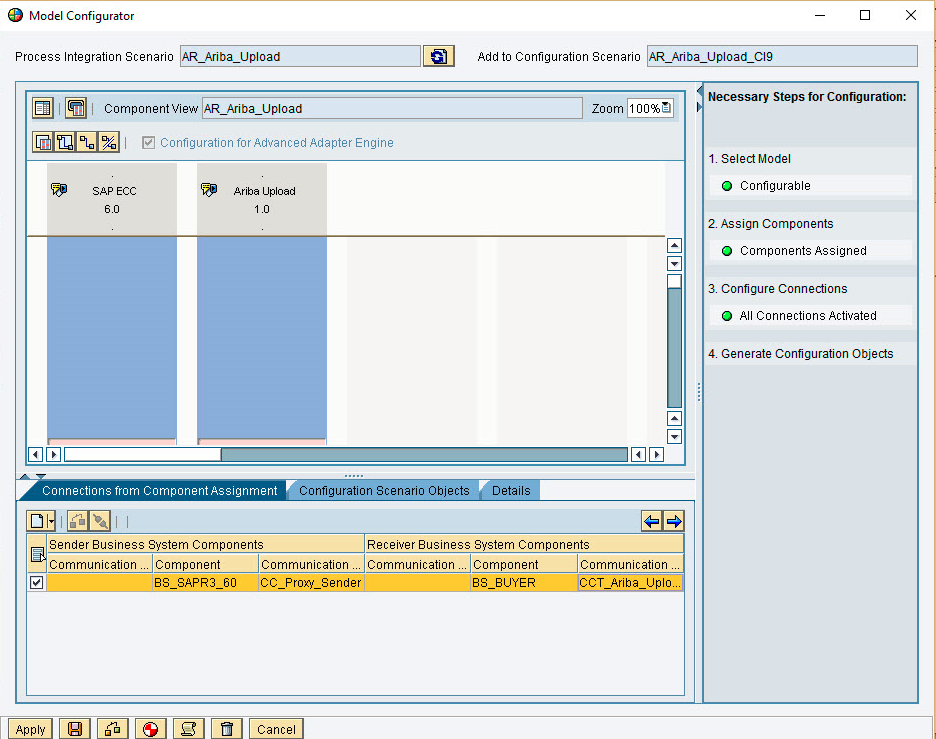 Model Configurator
Process Integration Scenario AR_Ariba_Upload Add to Configuration Scenario AR_Ariba_Upload_CI9
Component View AR_Ariba_Upload Zoom 100%
Configuration for Advanced Adapter Engine
SAP ECC
6.0
Ariba Upload
1.0
Necessary Steps for Configuration:
1. Select Model
Configurable
2. Assign Components
Components Assigned
3. Configure Connections
All Connections Activated
4. Generate Configuration Objects
Connections from Component Assignment Configuration Scenario Objects Details
Sender Business System Components Receiver Business System Components
Communication ... Component Communication ... Communication ... Component Communication ...
BS_SAPR3_60 CC_Proxy_Sender BS_BUYER CCT_Ariba_Uplo...
Apply Cancel